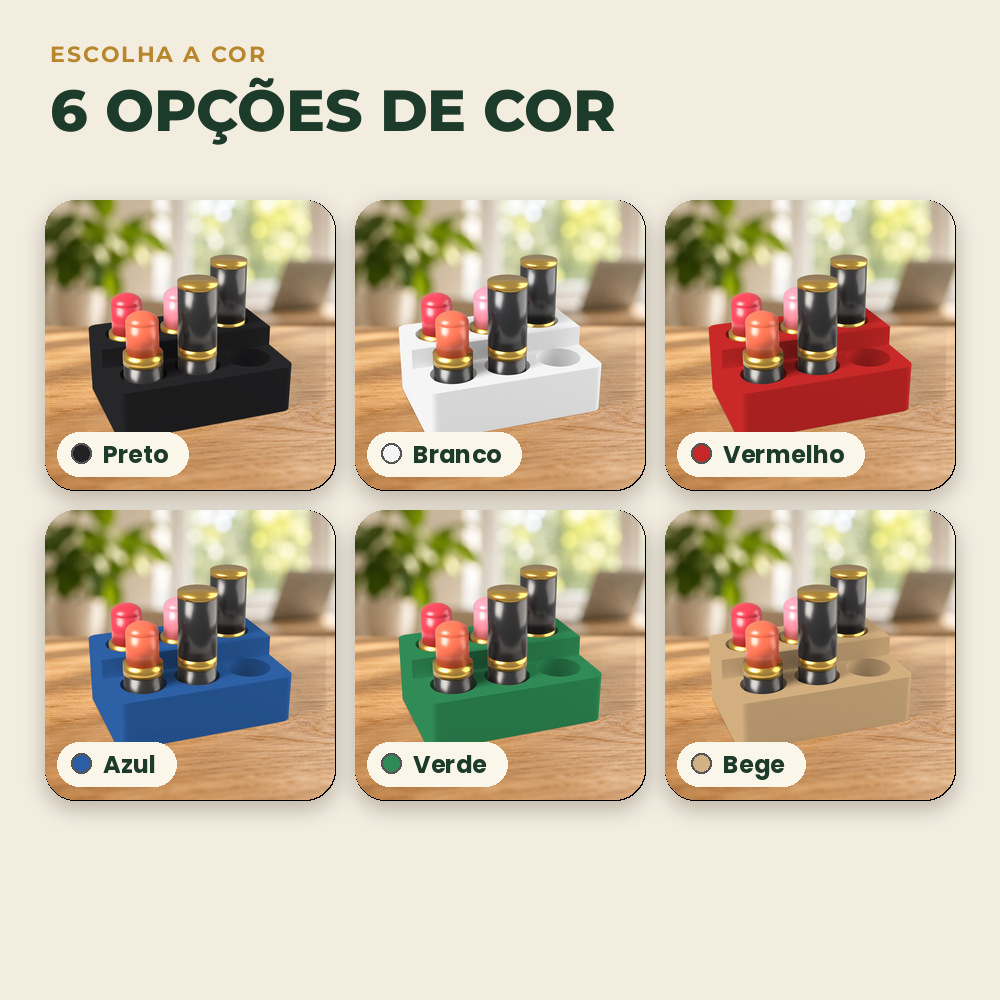 ESCOLHA A COR
6 OPÇÕES DE COR
Preto
Branco
Vermelho
Azul
Verde
Bege